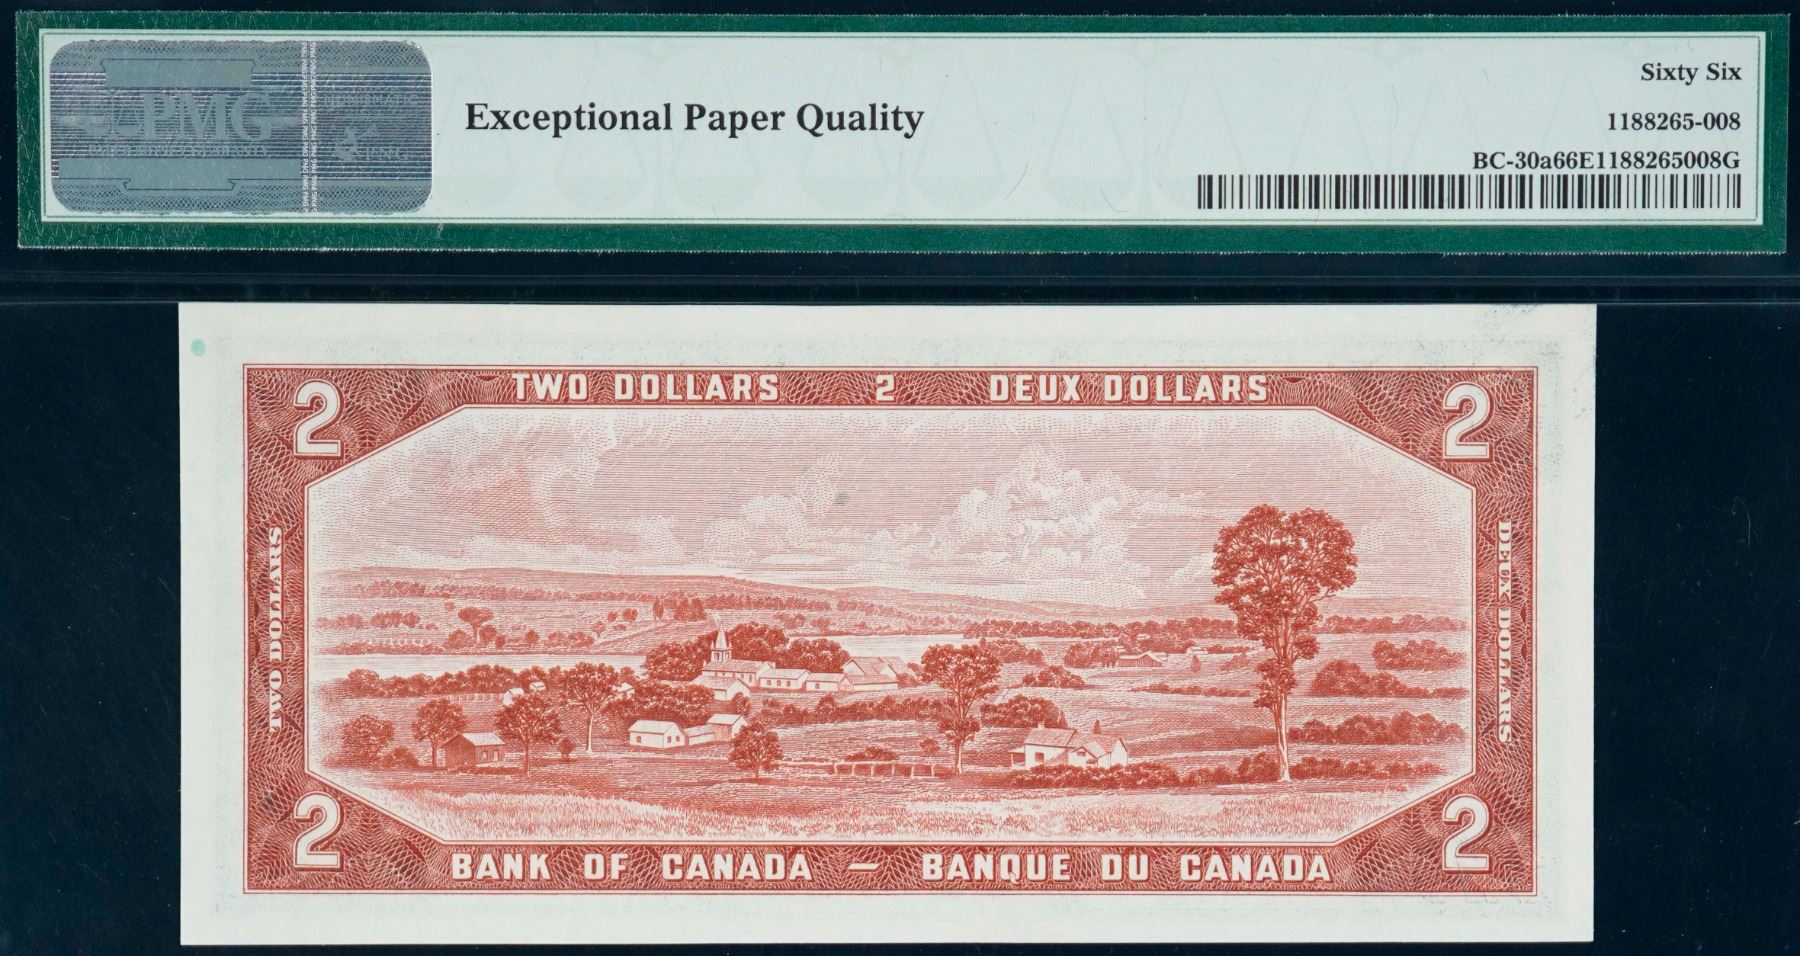 PMG
Exceptional Paper Quality
Sixty Six
1188265-008
BC-30a66E1188265008G
2 TWO DOLLARS 2 DEUX DOLLARS 2
TWO DOLLARS
DEUX DOLLARS
2 BANK OF CANADA — BANQUE DU CANADA 2